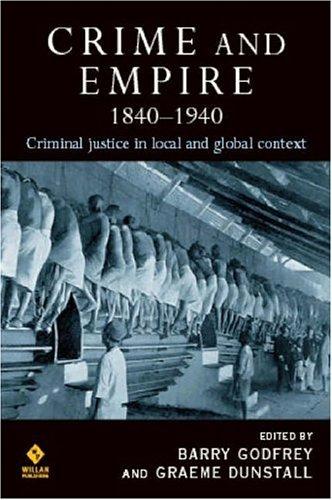 CRIME AND
EMPIRE
1840–1940
Criminal justice in local and global context
EDITED BY
BARRY GODFREY
AND GRAEME DUNSTALL
WILLAN
PUBLISHING